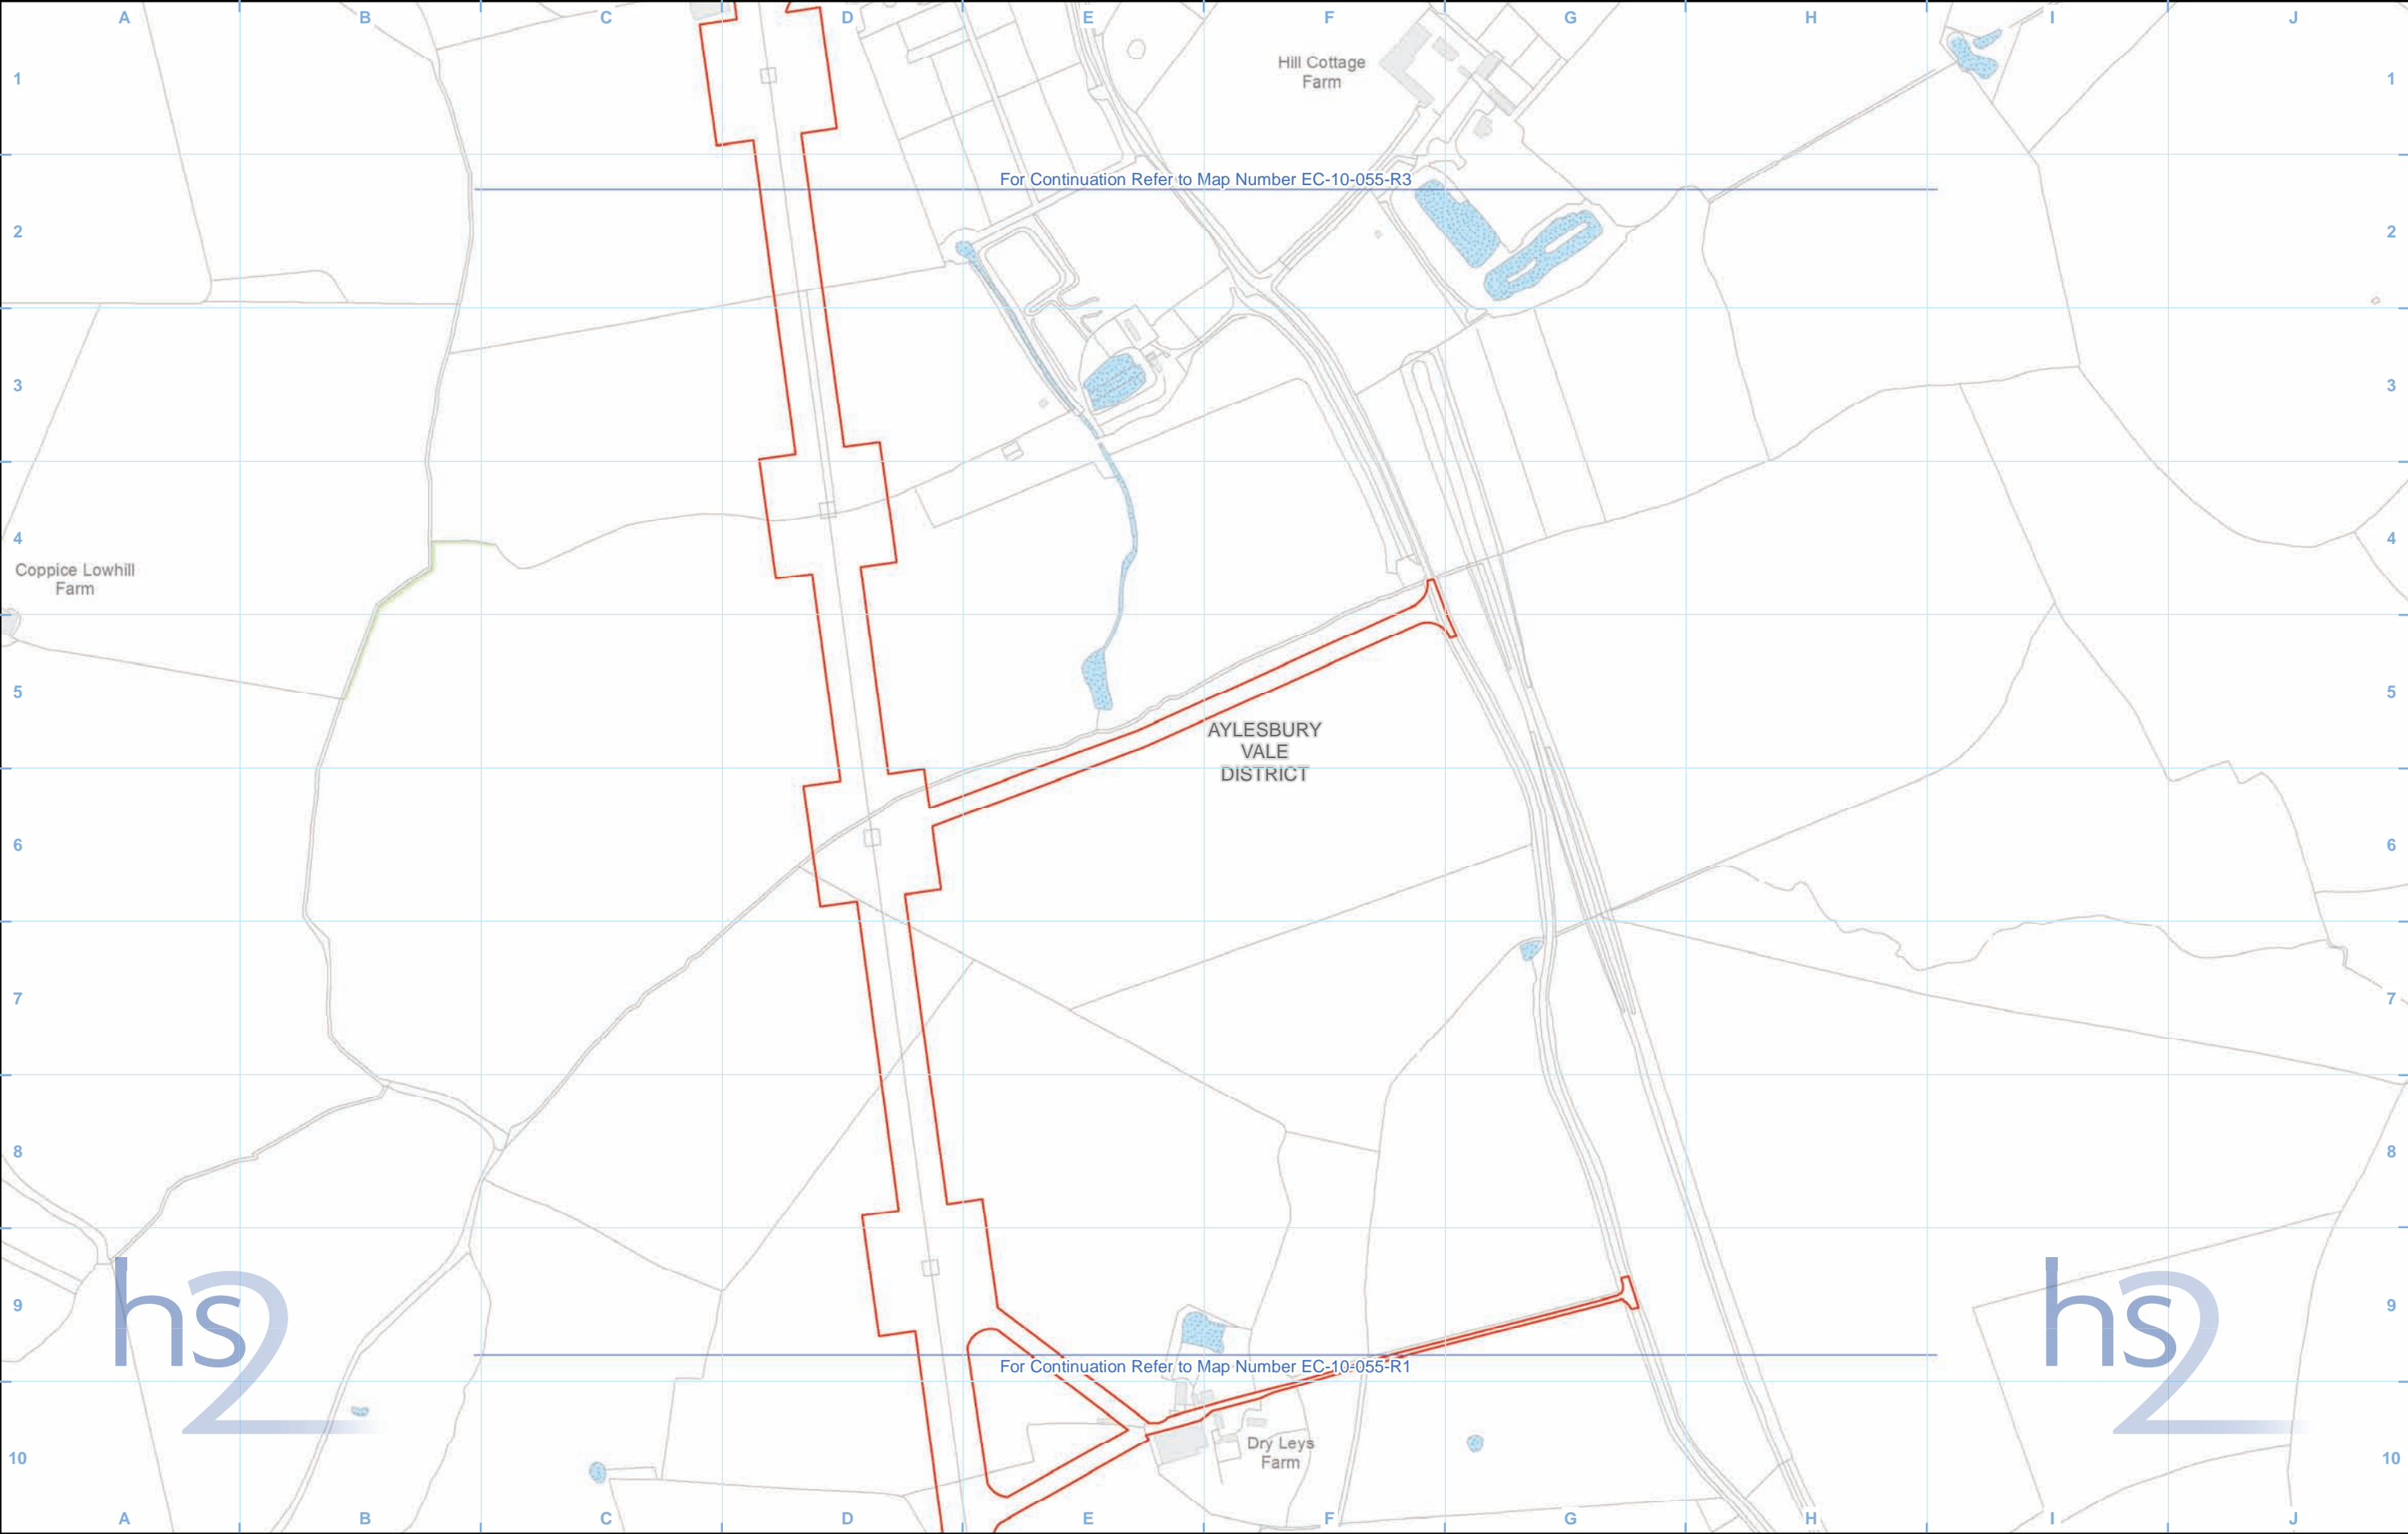 A B C D E F G H I J
Hill Cottage
Farm
1 1
For Continuation Refer to Map Number EC-10-055-R3
2 2
3 3
4 4
Coppice Lowhill
Farm
5 5
AYLESBURY
VALE
DISTRICT
6 6
7 7
8 8
9 9
hs2 hs2
For Continuation Refer to Map Number EC-10-055-R1
Dry Leys
Farm
10 10
A B C D E F G H I J